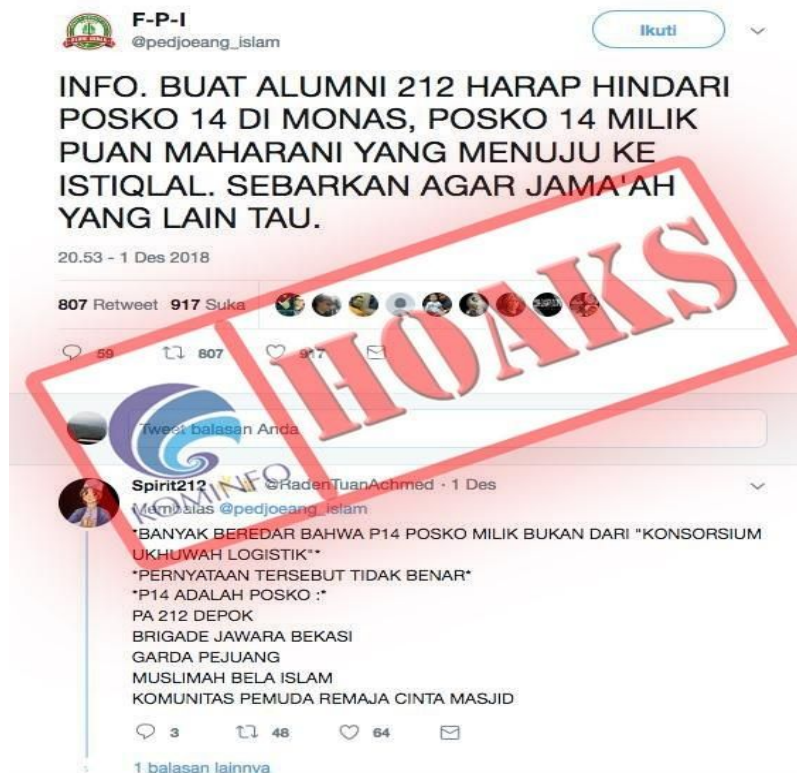 F-P-I
@pedjoeang_islam
Ikuti
INFO. BUAT ALUMNI 212 HARAP HINDARI
POSKO 14 DI MONAS, POSKO 14 MILIK
PUAN MAHARANI YANG MENUJU KE
ISTIQLAL. SEBARKAN AGAR JAMA'AH
YANG LAIN TAU.
20.53 - 1 Des 2018
807 Retweet 917 Suka
59 807 917
HOAKS
KOMINFO
Tweet balasan Anda
Spirit212 @RadenTuanAchmed · 1 Des
Membalas @pedjoeang_islam
*BANYAK BEREDAR BAHWA P14 POSKO MILIK BUKAN DARI "KONSORSIUM
UKHUWAH LOGISTIK"*
*PERNYATAAN TERSEBUT TIDAK BENAR*
*P14 ADALAH POSKO :*
PA 212 DEPOK
BRIGADE JAWARA BEKASI
GARDA PEJUANG
MUSLIMAH BELA ISLAM
KOMUNITAS PEMUDA REMAJA CINTA MASJID
3 48 64
1 balasan lainnya